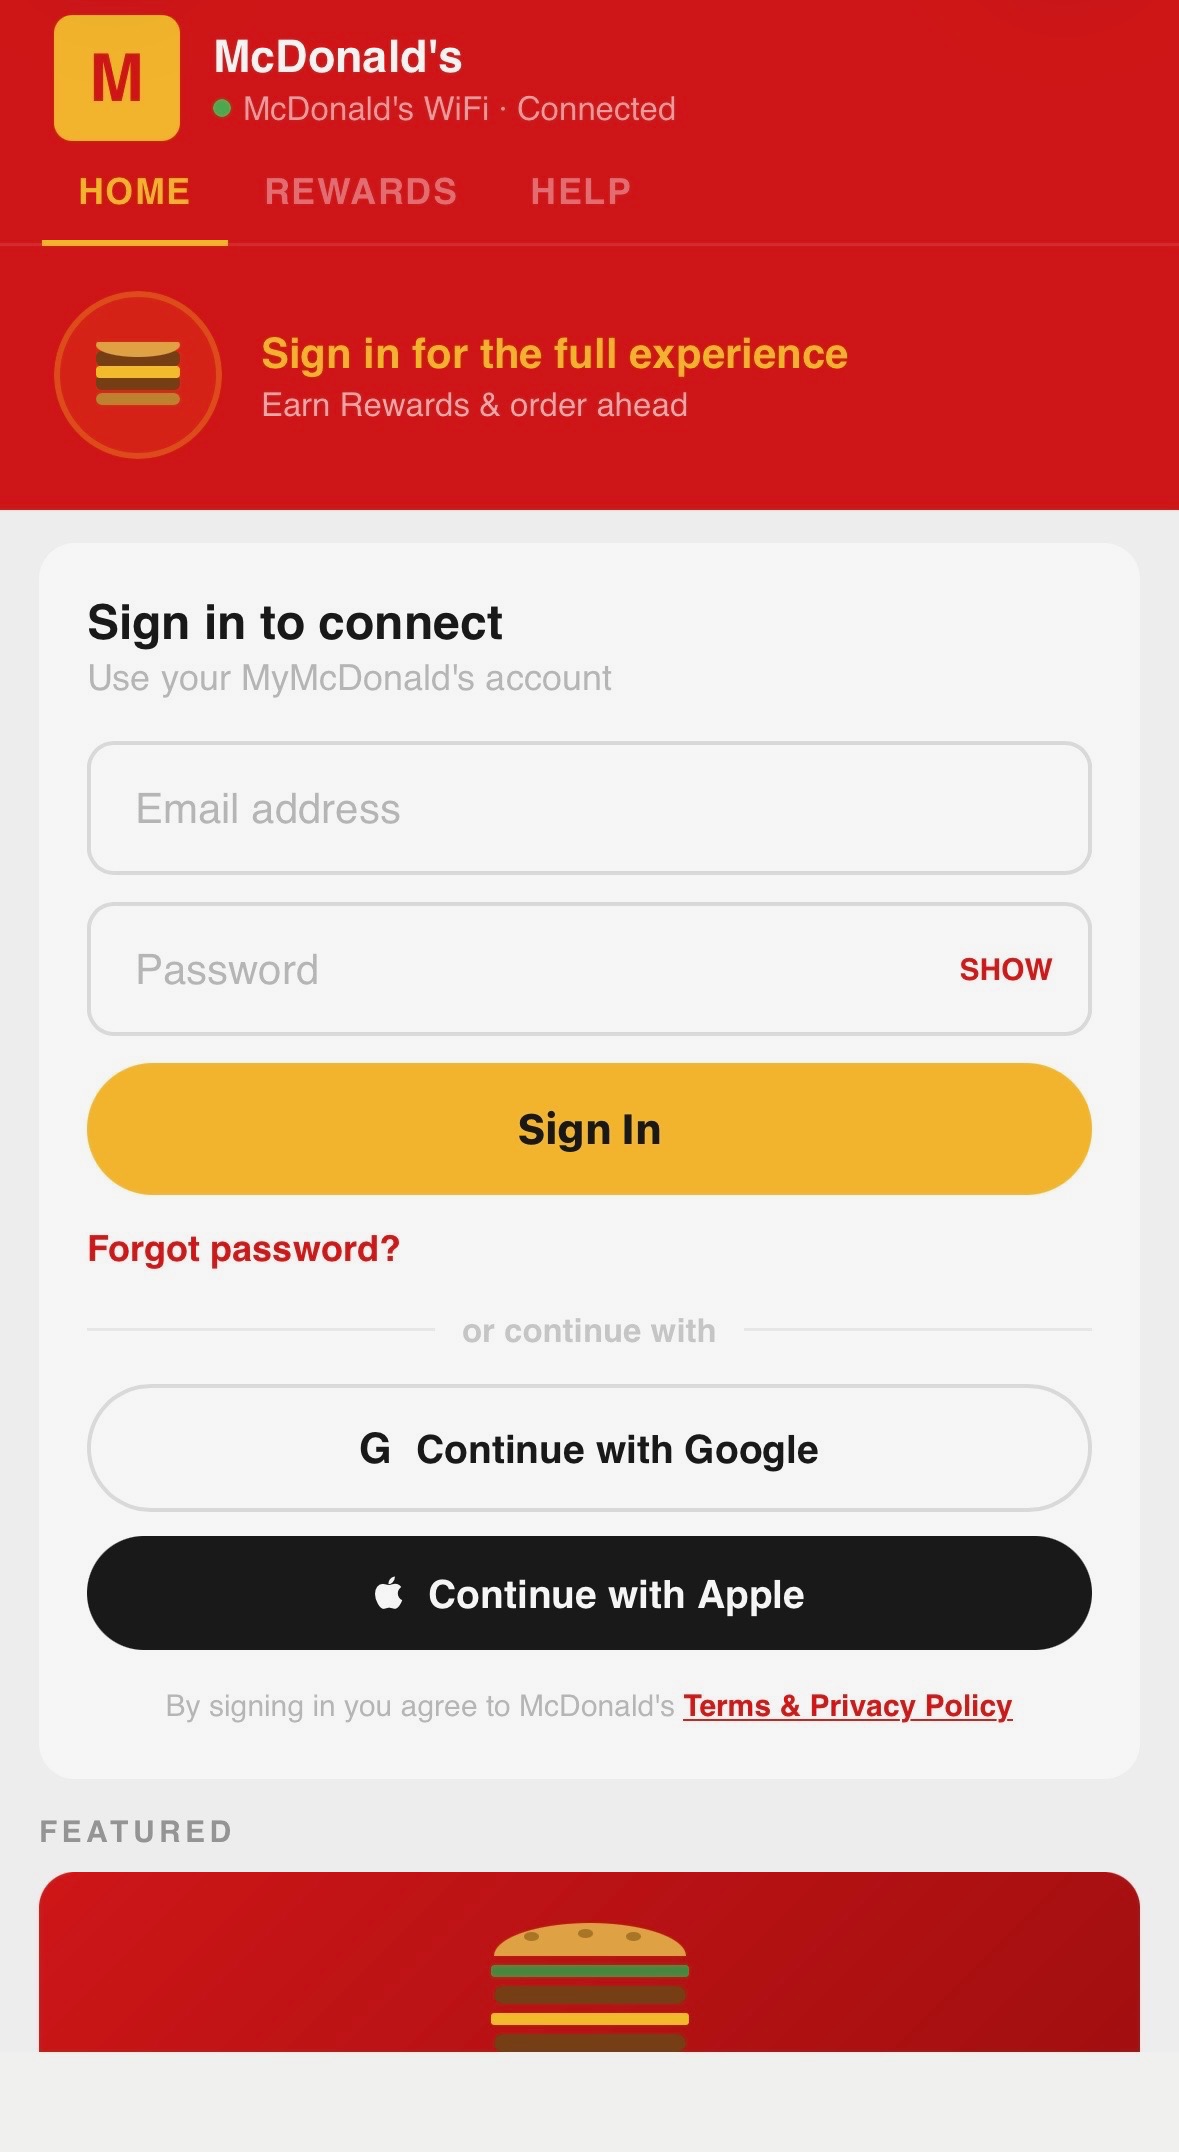 M
McDonald's
McDonald's WiFi · Connected
HOME REWARDS HELP
Sign in for the full experience
Earn Rewards & order ahead
Sign in to connect
Use your MyMcDonald's account
Email address
Password SHOW
Sign In
Forgot password?
or continue with
G Continue with Google
Continue with Apple
By signing in you agree to McDonald's Terms & Privacy Policy
FEATURED